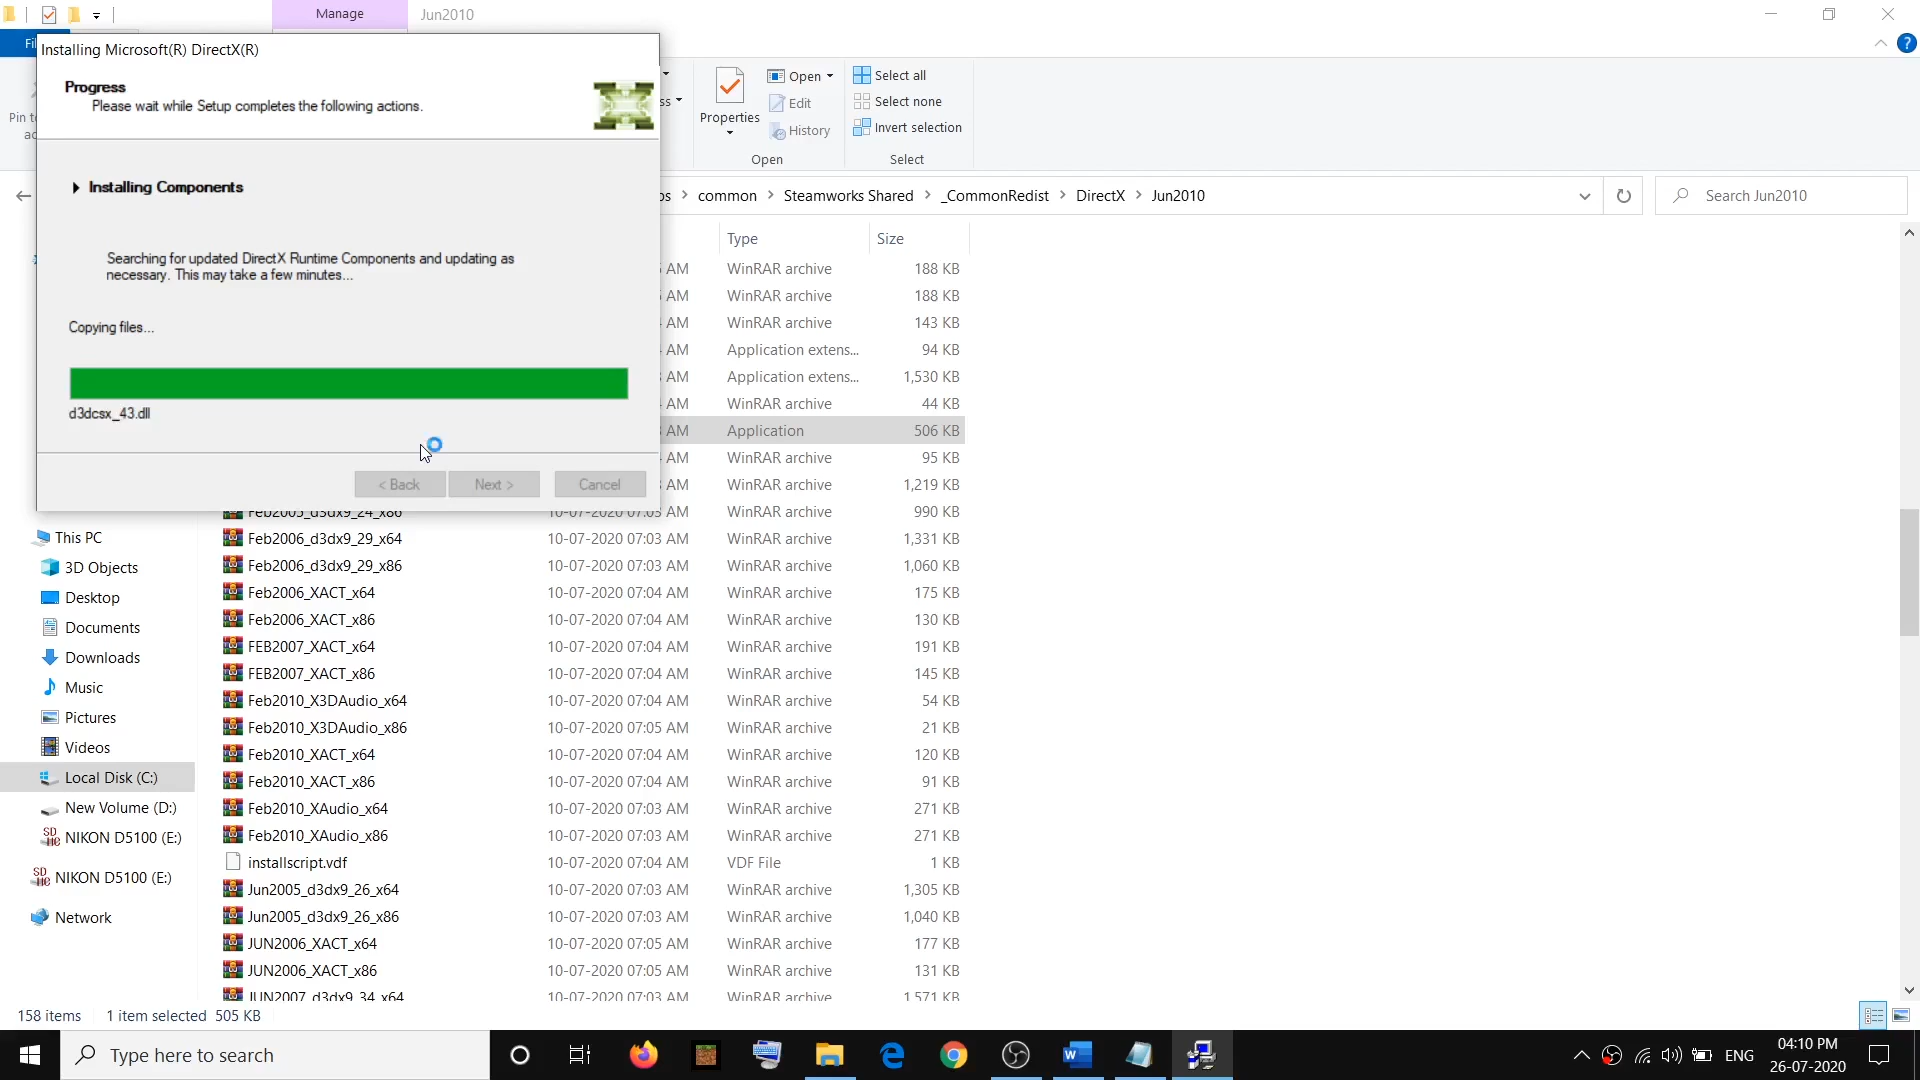 Manage
Jun2010
Fil
Installing Microsoft(R) DirectX(R)
Progress
Please wait while Setup completes the following actions.
Installing Components
Searching for updated DirectX Runtime Components and updating as
necessary. This may take a few minutes...
Copying files...
d3dcsx_43.dll
< Back
Next >
Cancel
Pin to
Properties
Open
Edit
History
Open
Select all
Select none
Invert selection
Select
common
Steamworks Shared
_CommonRedist
DirectX
Jun2010
Search Jun2010
Type Size
AM WinRAR archive 188 KB
AM WinRAR archive 188 KB
AM WinRAR archive 143 KB
AM Application extens... 94 KB
AM Application extens... 1,530 KB
AM WinRAR archive 44 KB
AM Application 506 KB
AM WinRAR archive 95 KB
AM WinRAR archive 1,219 KB
Feb2005_d3dx9_24_x86 10-07-2020 07:03 AM WinRAR archive 990 KB
Feb2006_d3dx9_29_x64 10-07-2020 07:03 AM WinRAR archive 1,331 KB
Feb2006_d3dx9_29_x86 10-07-2020 07:03 AM WinRAR archive 1,060 KB
Feb2006_XACT_x64 10-07-2020 07:04 AM WinRAR archive 175 KB
Feb2006_XACT_x86 10-07-2020 07:04 AM WinRAR archive 130 KB
FEB2007_XACT_x64 10-07-2020 07:04 AM WinRAR archive 191 KB
FEB2007_XACT_x86 10-07-2020 07:04 AM WinRAR archive 145 KB
Feb2010_X3DAudio_x64 10-07-2020 07:04 AM WinRAR archive 54 KB
Feb2010_X3DAudio_x86 10-07-2020 07:05 AM WinRAR archive 21 KB
Feb2010_XACT_x64 10-07-2020 07:04 AM WinRAR archive 120 KB
Feb2010_XACT_x86 10-07-2020 07:04 AM WinRAR archive 91 KB
Feb2010_XAudio_x64 10-07-2020 07:03 AM WinRAR archive 271 KB
Feb2010_XAudio_x86 10-07-2020 07:03 AM WinRAR archive 271 KB
installscript.vdf 10-07-2020 07:04 AM VDF File 1 KB
Jun2005_d3dx9_26_x64 10-07-2020 07:03 AM WinRAR archive 1,305 KB
Jun2005_d3dx9_26_x86 10-07-2020 07:03 AM WinRAR archive 1,040 KB
JUN2006_XACT_x64 10-07-2020 07:05 AM WinRAR archive 177 KB
JUN2006_XACT_x86 10-07-2020 07:05 AM WinRAR archive 131 KB
JUN2007_d3dx9_34_x64 10-07-2020 07:03 AM WinRAR archive 1,571 KB
This PC
3D Objects
Desktop
Documents
Downloads
Music
Pictures
Videos
Local Disk (C:)
New Volume (D:)
NIKON D5100 (E:)
NIKON D5100 (E:)
Network
158 items 1 item selected 505 KB
Type here to search
ENG
04:10 PM
26-07-2020